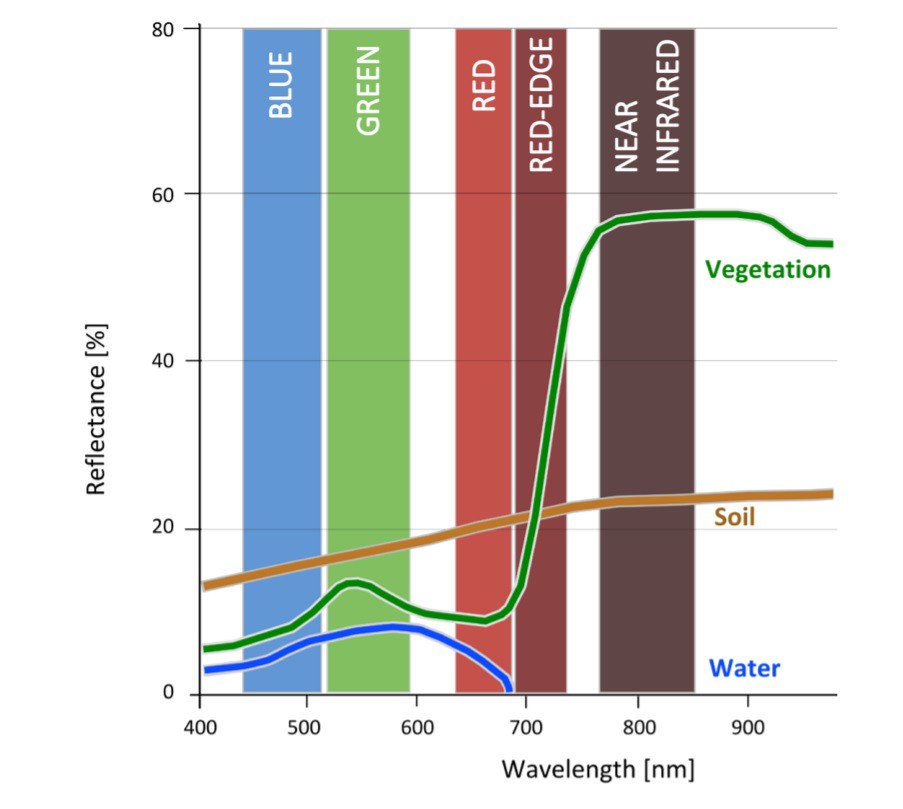 80
60
40
20
0
Reflectance [%]
BLUE
GREEN
RED
RED-EDGE
NEAR
INFRARED
Vegetation
Soil
Water
400
500
600
700
800
900
Wavelength [nm]